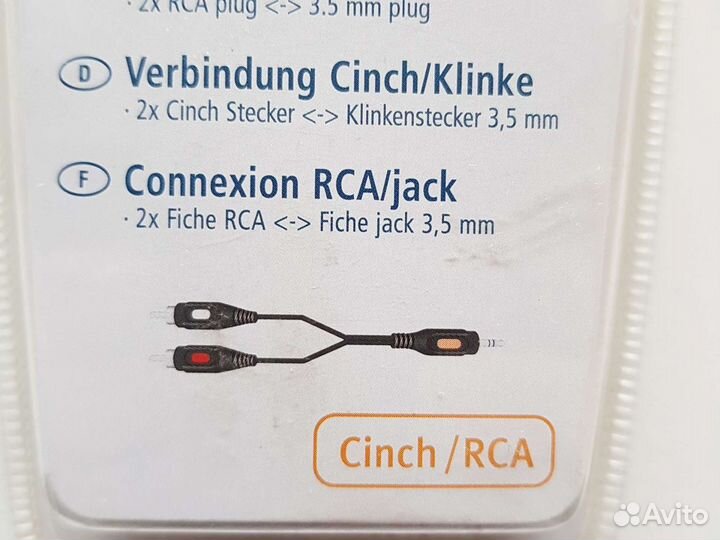 · 2x RCA plug <-> 3.5 mm plug
D Verbindung Cinch/Klinke
· 2x Cinch Stecker <-> Klinkenstecker 3,5 mm
F Connexion RCA/jack
· 2x Fiche RCA <-> Fiche jack 3,5 mm
Cinch/RCA
Avito